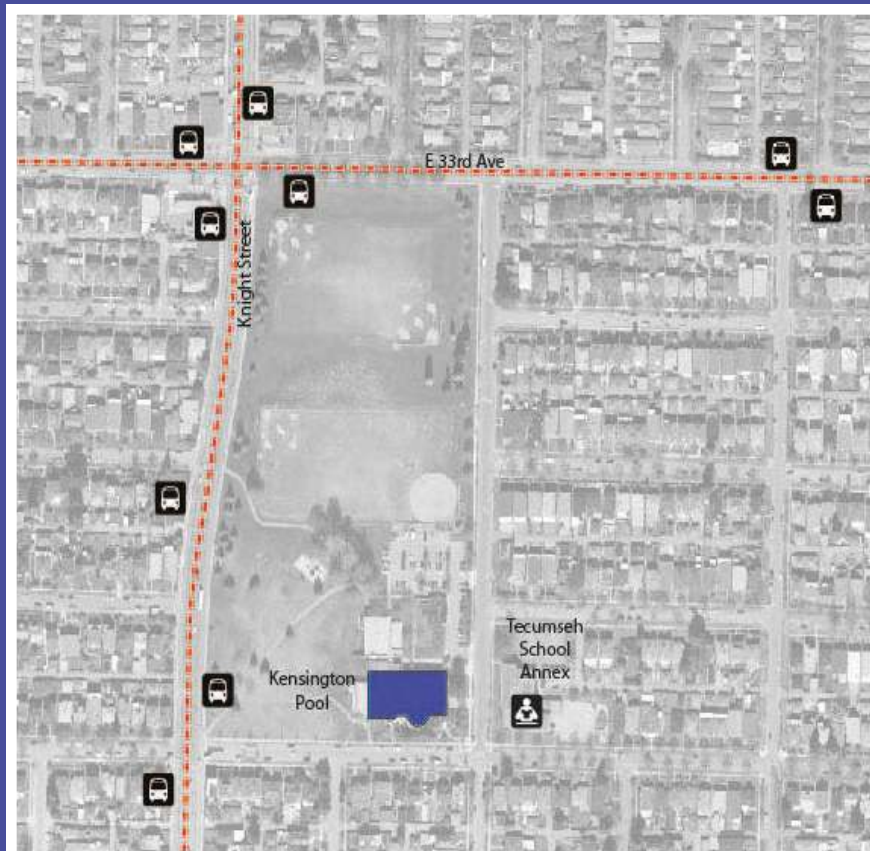 E 33rd Ave
Knight Street
Tecumseh
School
Annex
Kensington
Pool